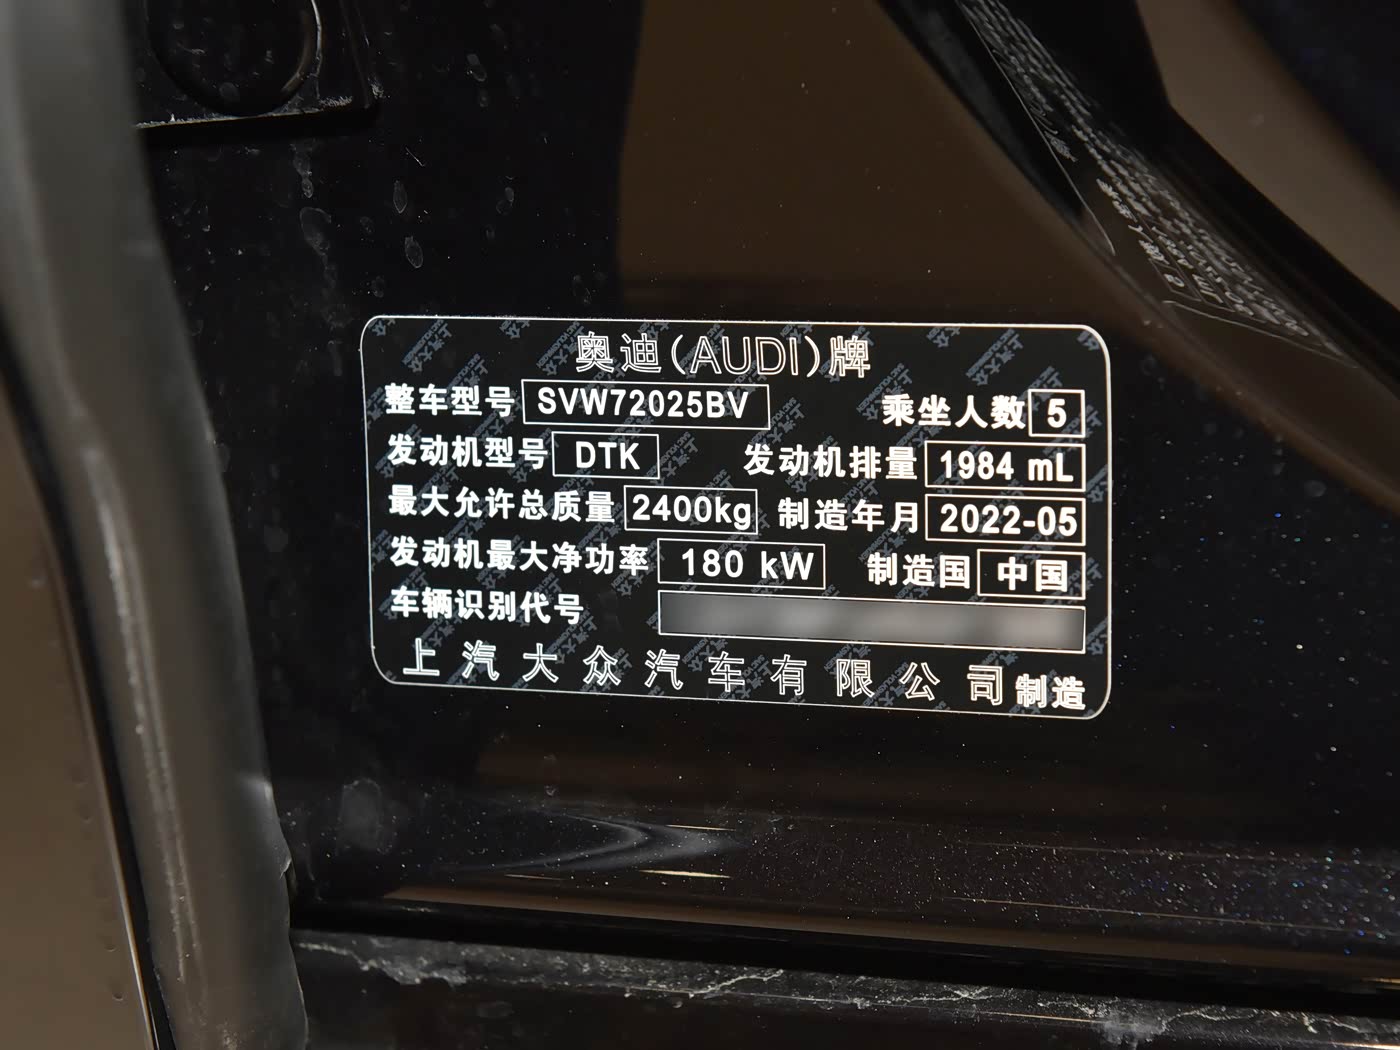 奥迪(AUDI)牌
整车型号 SVW72025BV 乘坐人数 5
发动机型号 DTK 发动机排量 1984 mL
最大允许总质量 2400kg 制造年月 2022-05
发动机最大净功率 180 kW 制造国 中国
车辆识别代号
上汽大众汽车有限公司制造